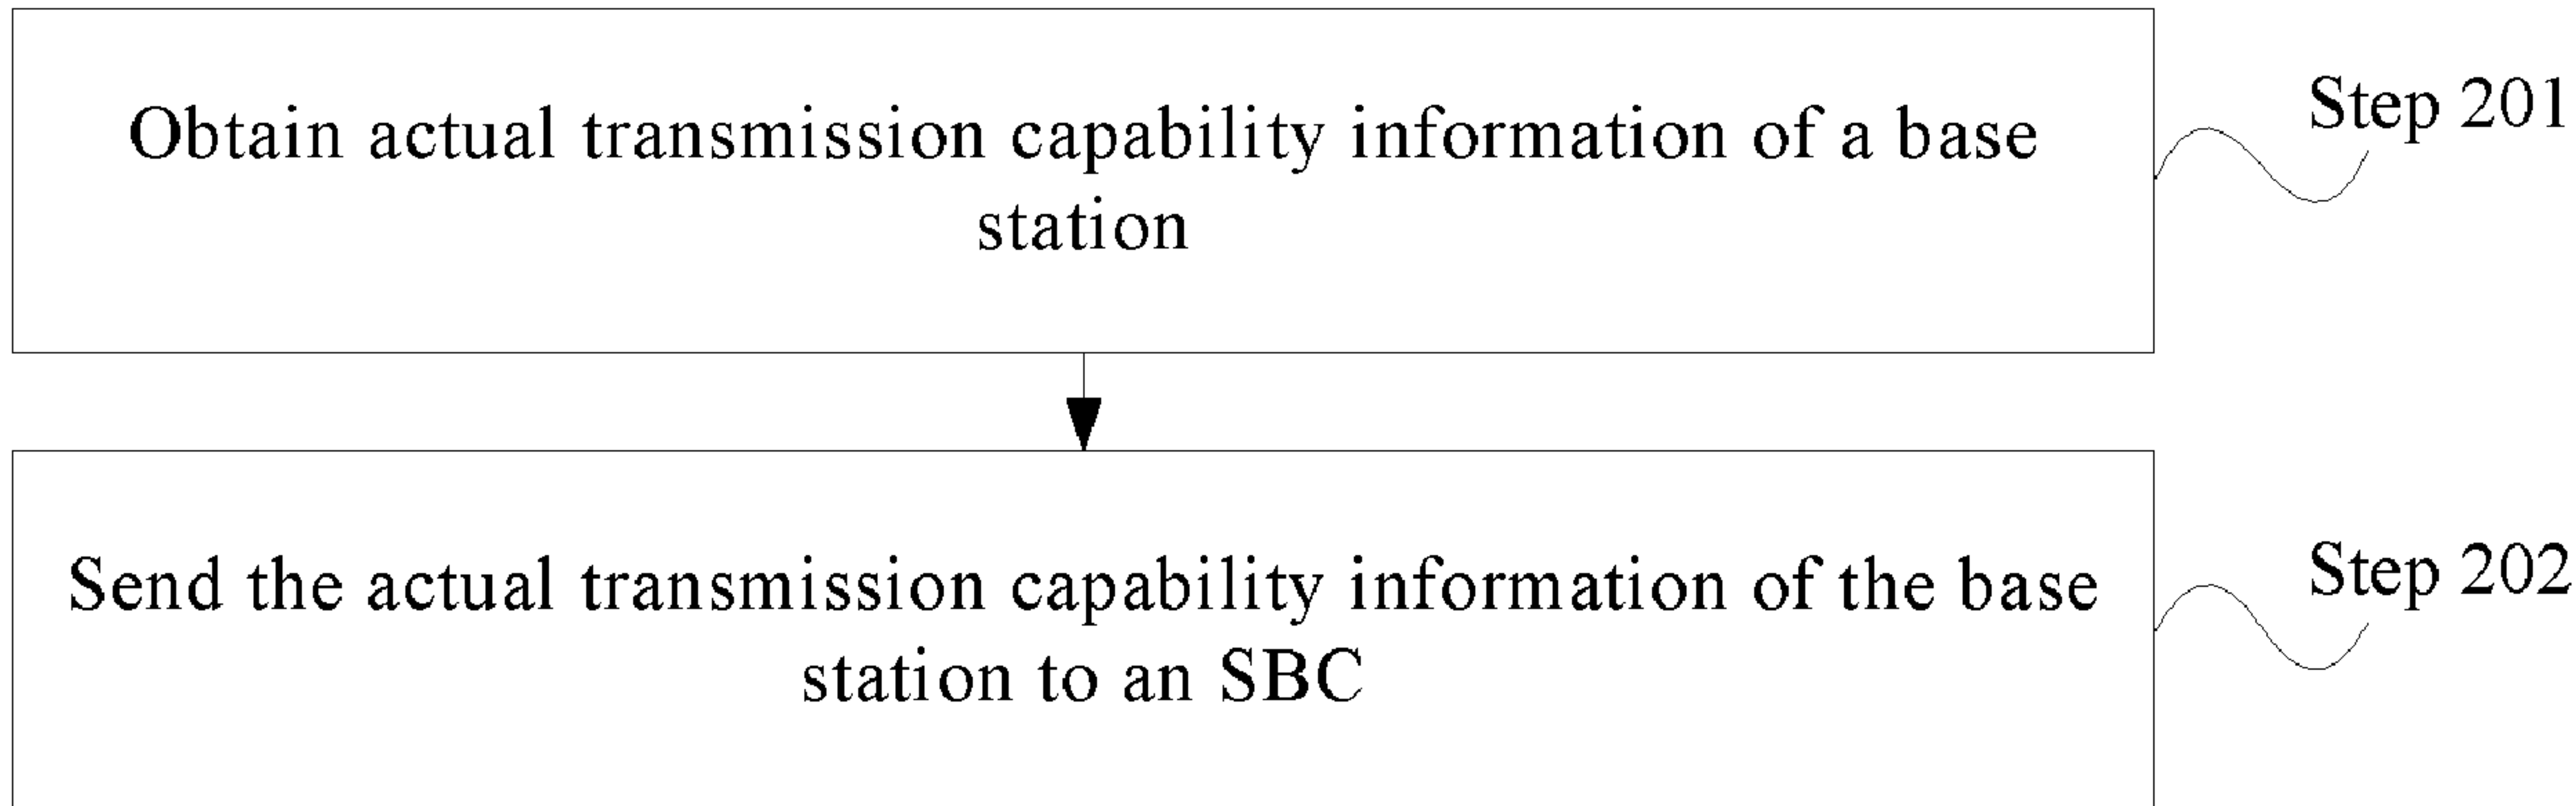 Obtain actual transmission capability information of a base
station
Step 201
Send the actual transmission capability information of the base
station to an SBC
Step 202